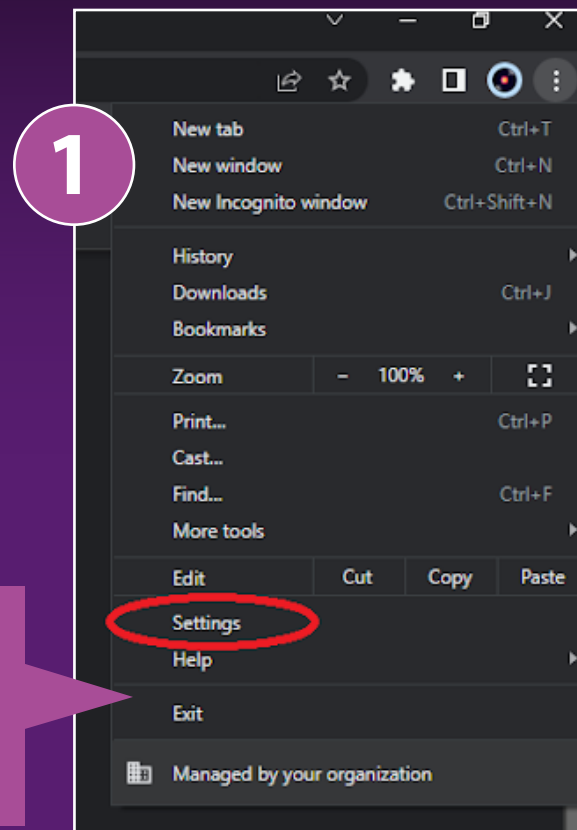 1
New tab Ctrl+T
New window Ctrl+N
New Incognito window Ctrl+Shift+N
History
Downloads Ctrl+J
Bookmarks
Zoom - 100% +
Print... Ctrl+P
Cast...
Find... Ctrl+F
More tools
Edit Cut Copy Paste
Settings
Help
Exit
Managed by your organization